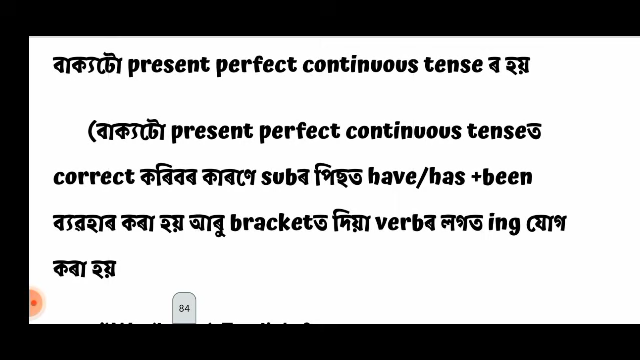 বাক্যটো present perfect continuous tense ৰ হয়
(বাক্যটো present perfect continuous tenseত
correct কৰিবৰ কাৰণে subৰ পিছত have/has +been
ব্যৱহাৰ কৰা হয় আৰু bracketত দিয়া verbৰ লগত ing যোগ
কৰা হয়
84